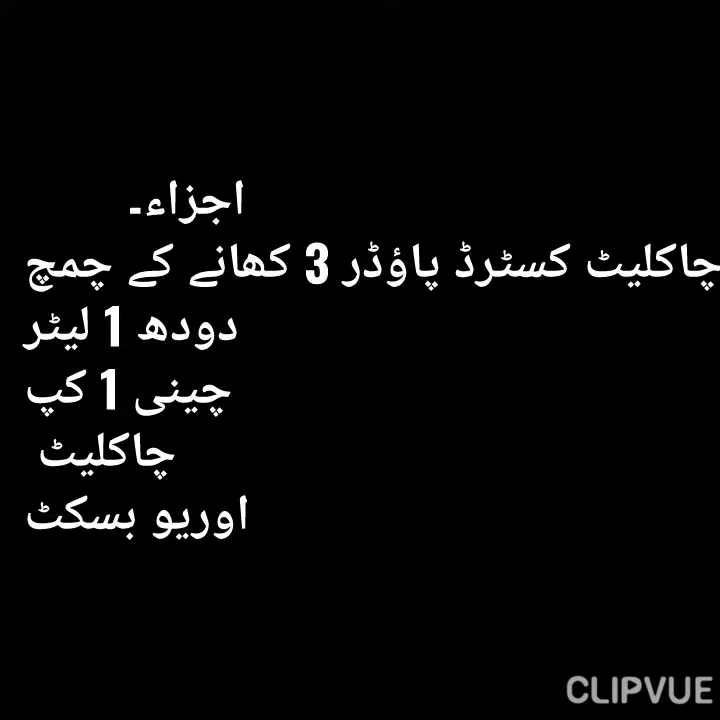 اجزاء۔
چاکلیٹ کسٹرڈ پاؤڈر 3 کھانے کے چمچ
دودھ 1 لیٹر
چینی 1 کپ
چاکلیٹ
اوریو بسکٹ
CLIPVUE